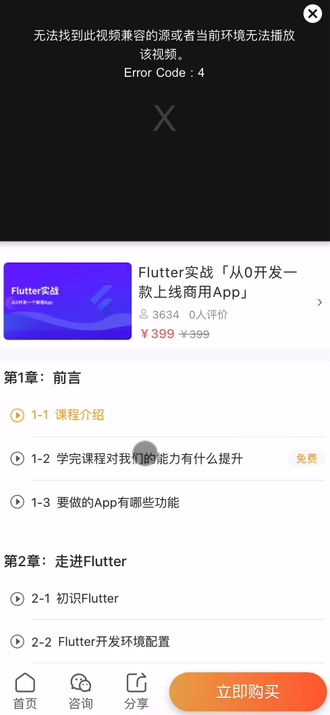 无法找到此视频兼容的源或者当前环境无法播放
该视频。
Error Code : 4
X
Flutter实战
从0开发一个商用App
Flutter实战「从0开发一
款上线商用App」
3634 0人评价
￥399 ￥399
第1章：前言
1-1 课程介绍
1-2 学完课程对我们的能力有什么提升 免费
1-3 要做的App有哪些功能
第2章：走进Flutter
2-1 初识Flutter
2-2 Flutter开发环境配置
首页 咨询 分享 立即购买